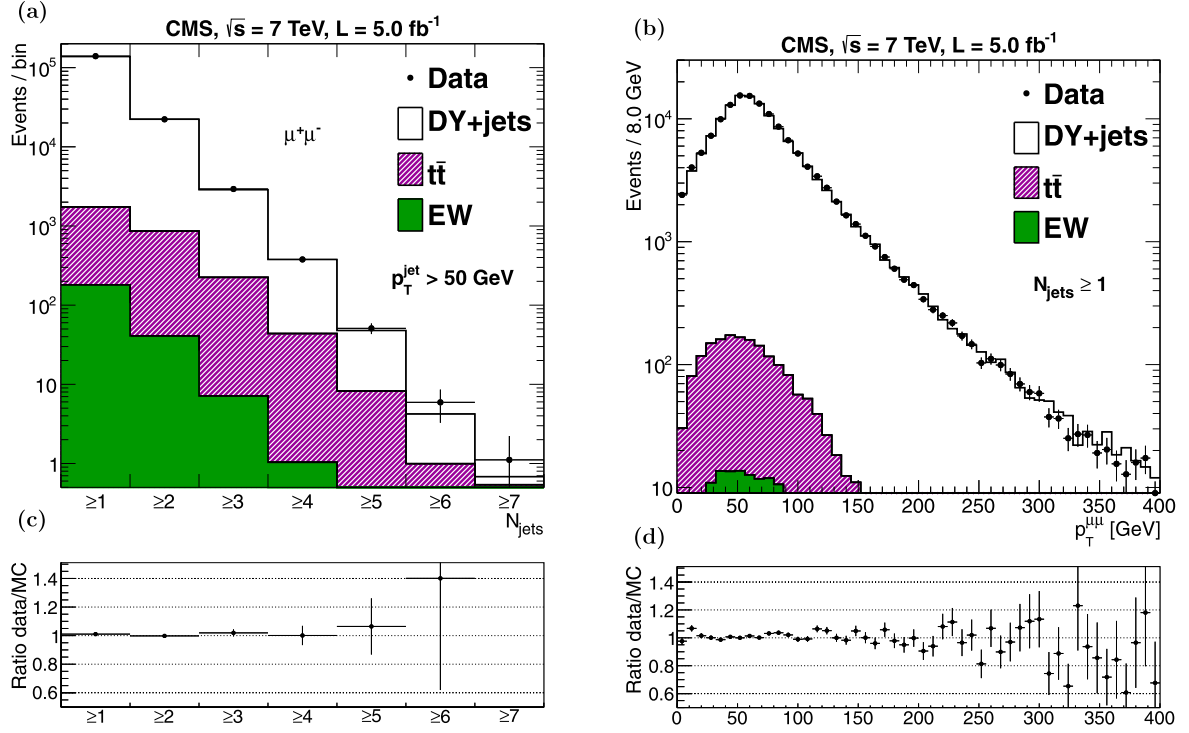 (a)
CMS, √s = 7 TeV, L = 5.0 fb⁻¹
Events / bin
10⁵
10⁴
10³
10²
10
1
Data
DY+jets
tt̄
EW
μ⁺μ⁻
p_T^jet > 50 GeV
≥1 ≥2 ≥3 ≥4 ≥5 ≥6 ≥7
N_jets
(b)
CMS, √s = 7 TeV, L = 5.0 fb⁻¹
Events / 8.0 GeV
10⁴
10³
10²
10
Data
DY+jets
tt̄
EW
N_jets ≥ 1
0 50 100 150 200 250 300 350 400
p_T^μμ [GeV]
(c)
Ratio data/MC
1.4
1.2
1
0.8
0.6
≥1 ≥2 ≥3 ≥4 ≥5 ≥6 ≥7
(d)
Ratio data/MC
1.4
1.2
1
0.8
0.6
0 50 100 150 200 250 300 350 400